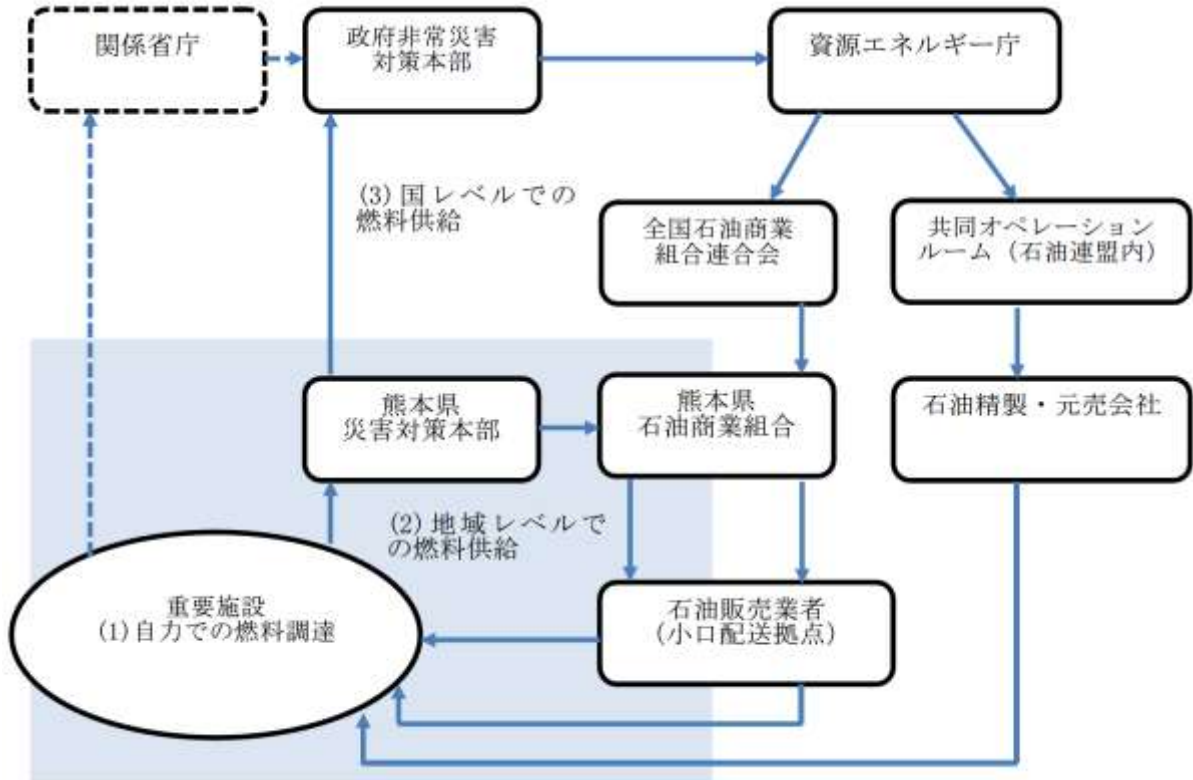 関係省庁
政府非常災害
対策本部
資源エネルギー庁
(3)国レベルでの
燃料供給
全国石油商業
組合連合会
共同オペレーション
ルーム（石油連盟内）
熊本県
災害対策本部
熊本県
石油商業組合
石油精製・元売会社
(2)地域レベルで
の燃料供給
重要施設
(1)自力での燃料調達
石油販売業者
（小口配送拠点）